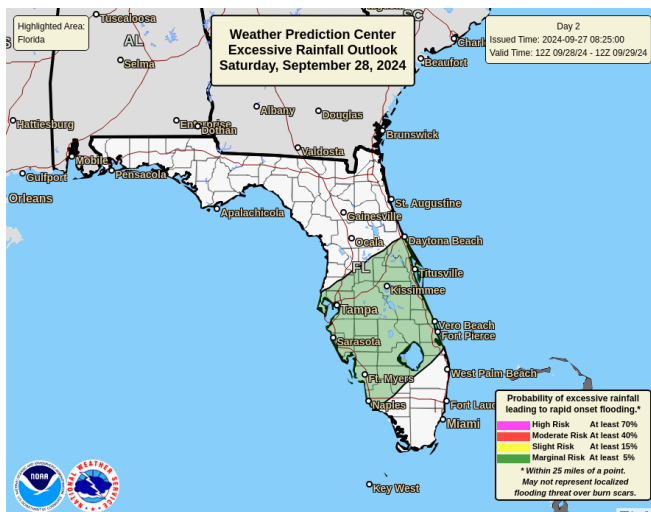 Highlighted Area:
Florida
Weather Prediction Center
Excessive Rainfall Outlook
Saturday, September 28, 2024
Day 2
Issued Time: 2024-09-27 08:25:00
Valid Time: 12Z 09/28/24 - 12Z 09/29/24
Tuscaloosa
SC
AL
Selma
Beaufort
Albany
Douglas
Hattiesburg
Enterprise
Dothan
Brunswick
Valdosta
Mobile
Gulfport
Pensacola
Orleans
St. Augustine
Apalachicola
Gainesville
Ocala
Daytona Beach
FL
Titusville
Kissimmee
Tampa
Vero Beach
Fort Pierce
Sarasota
West Palm Beach
Ft. Myers
Naples
Fort Lauc
Miami
Key West
Probability of excessive rainfall
leading to rapid onset flooding.*
High Risk At least 70%
Moderate Risk At least 40%
Slight Risk At least 15%
Marginal Risk At least 5%
* Within 25 miles of a point.
May not represent localized
flooding threat over burn scars.
NOAA
NATIONAL WEATHER SERVICE